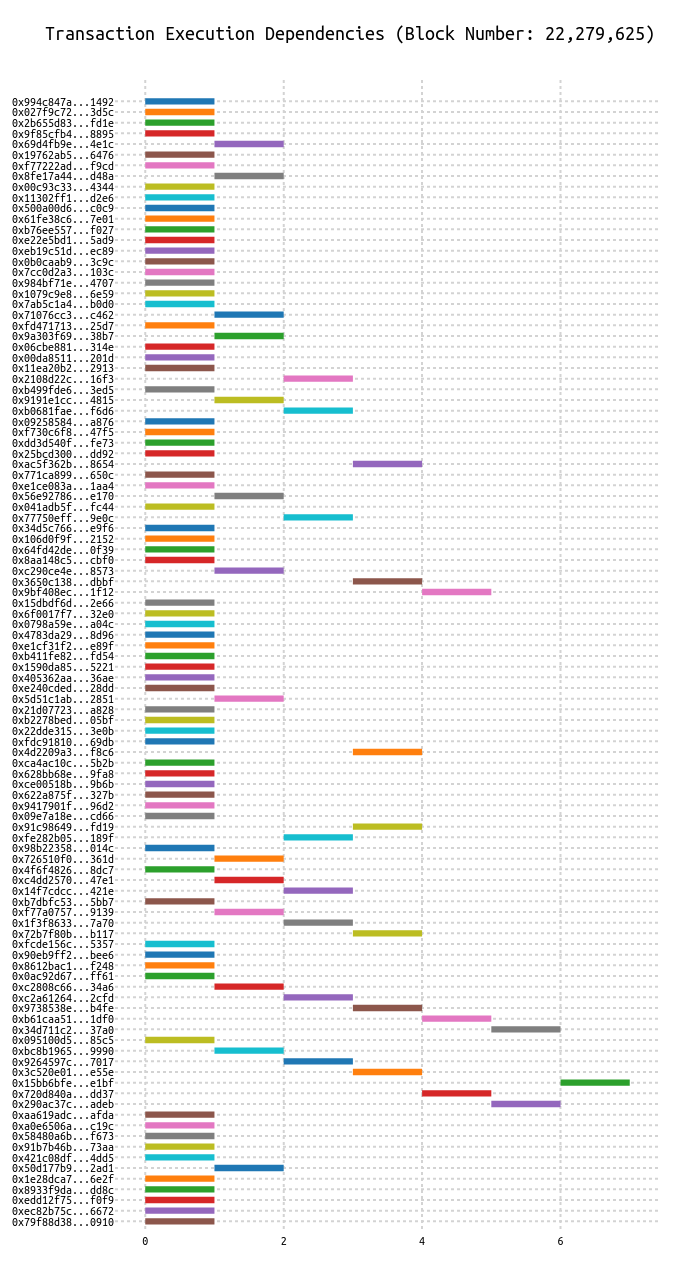 Transaction Execution Dependencies (Block Number: 22,279,625)
0x994c847a...1492
0x027f9c72...3d5c
0x2b655d83...fd1e
0x9f85cfb4...8895
0x69d4fb9e...4e1c
0x19762ab5...6476
0xf77222ad...f9cd
0x8fe17a44...d48a
0x00c93c33...4344
0x11302ff1...d2e6
0x500a00d6...c0c9
0x61fe38c6...7e01
0xb76ee557...f027
0xe22e5bd1...5ad9
0xeb19c51d...ec89
0x0b0caab9...3c9c
0x7cc0d2a3...103c
0x984bf71e...4707
0x1079c9e8...6e59
0x7ab5c1a4...b0d0
0x71076cc3...c462
0xfd471713...25d7
0x9a303f69...38b7
0x06cbe881...314e
0x00da8511...201d
0x11ea20b2...2913
0x2108d22c...16f3
0xb499fde6...3ed5
0x9191e1cc...4815
0xb0681fae...f6d6
0x09258584...a876
0xf730c6f8...47f5
0xdd3d540f...fe73
0x25bcd300...dd92
0xac5f362b...8654
0x771ca899...650c
0xe1ce083a...1aa4
0x56e92786...e170
0x041adb5f...fc44
0x77750eff...9e0c
0x34d5c766...e9f6
0x106d0f9f...2152
0x64fd42de...0f39
0x8aa148c5...cbf0
0xc290ce4e...8573
0x3650c138...dbbf
0x9bf408ec...1f12
0x15dbdf6d...2e66
0x6f0017f7...32e0
0x0798a59e...a04c
0x4783da29...8d96
0xe1cf31f2...e89f
0xb411fe82...fd54
0x1590da85...5221
0x405362aa...36ae
0xe240cded...28dd
0x5d51c1ab...2851
0x21d07723...a828
0xb2278bed...05bf
0x22dde315...3e0b
0xfdc91810...69db
0x4d2209a3...f8c6
0xca4ac10c...5b2b
0x628bb68e...9fa8
0xce00518b...9b6b
0x622a875f...327b
0x9417901f...96d2
0x09e7a18e...cd66
0x91c98649...fd19
0xfe282b05...189f
0x98b22358...014c
0x726510f0...361d
0x4f6f4826...8dc7
0xc4dd2570...47e1
0x14f7cdcc...421e
0xb7dbfc53...5bb7
0xf77a0757...9139
0x1f3f8633...7a70
0x72b7f80b...b117
0xfcde156c...5357
0x90eb9ff2...bee6
0x8612bac1...f248
0x0ac92d67...ff61
0xc2808c66...34a6
0xc2a61264...2cfd
0x9738538e...b4fe
0xb61caa51...1df0
0x34d711c2...37a0
0x095100d5...85c5
0xbc8b1965...9990
0x9264597c...7017
0x3c520e01...e55e
0x15bb6bfe...e1bf
0x720d840a...dd37
0x290ac37c...adeb
0xaa619adc...afda
0xa0e6506a...c19c
0x58480a6b...f673
0x91b7b46b...73aa
0x421c08df...4dd5
0x50d177b9...2ad1
0x1e28dca7...6e2f
0x8933f9da...dd8c
0xedd12f75...f0f9
0xec82b75c...6672
0x79f88d38...0910
0 2 4 6